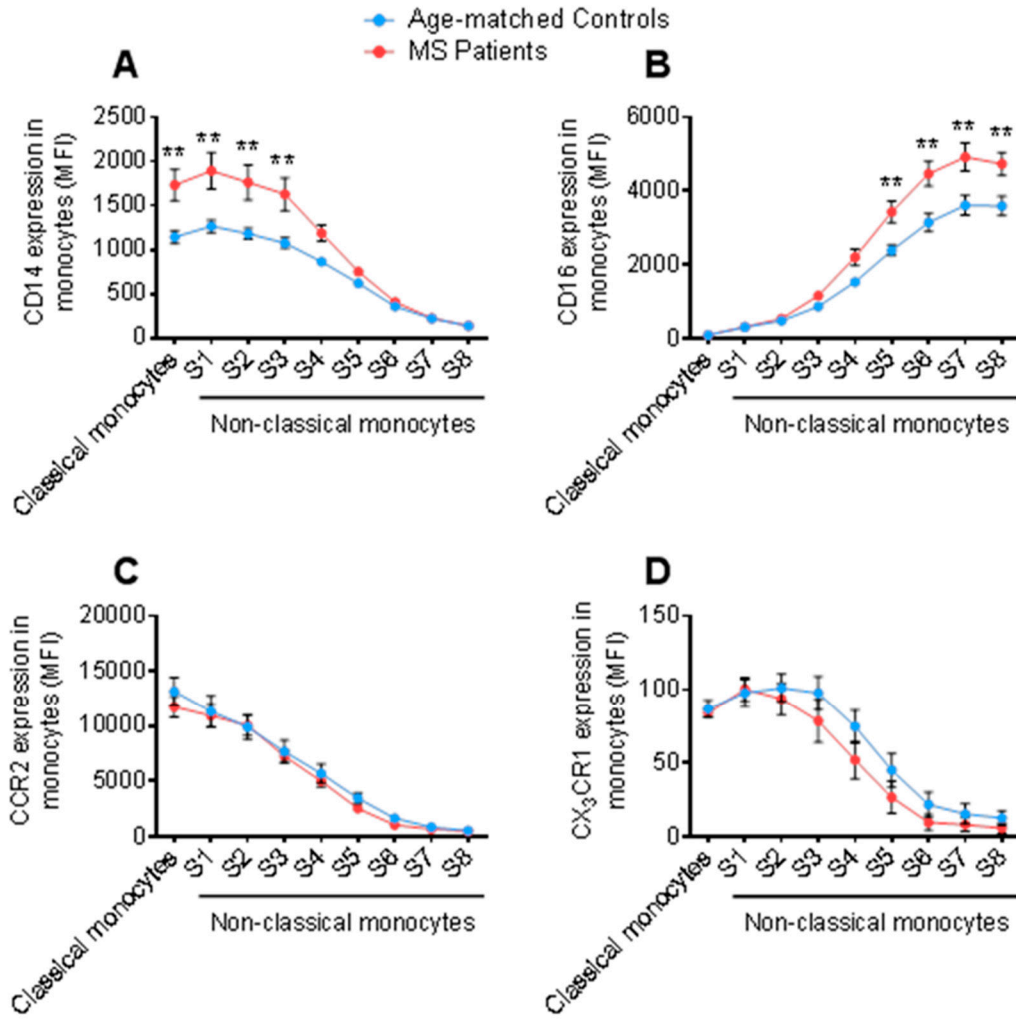 Age-matched Controls
MS Patients
A
CD14 expression in
monocytes (MFI)
2500
2000
1500
1000
500
0
** ** ** **
Classical monocytes S1 S2 S3 S4 S5 S6 S7 S8
Non-classical monocytes
B
CD16 expression in
monocytes (MFI)
6000
4000
2000
0
** ** ** **
Classical monocytes S1 S2 S3 S4 S5 S6 S7 S8
Non-classical monocytes
C
CCR2 expression in
monocytes (MFI)
20000
15000
10000
5000
0
Classical monocytes S1 S2 S3 S4 S5 S6 S7 S8
Non-classical monocytes
D
CX₃CR1 expression in
monocytes (MFI)
150
100
50
0
Classical monocytes S1 S2 S3 S4 S5 S6 S7 S8
Non-classical monocytes